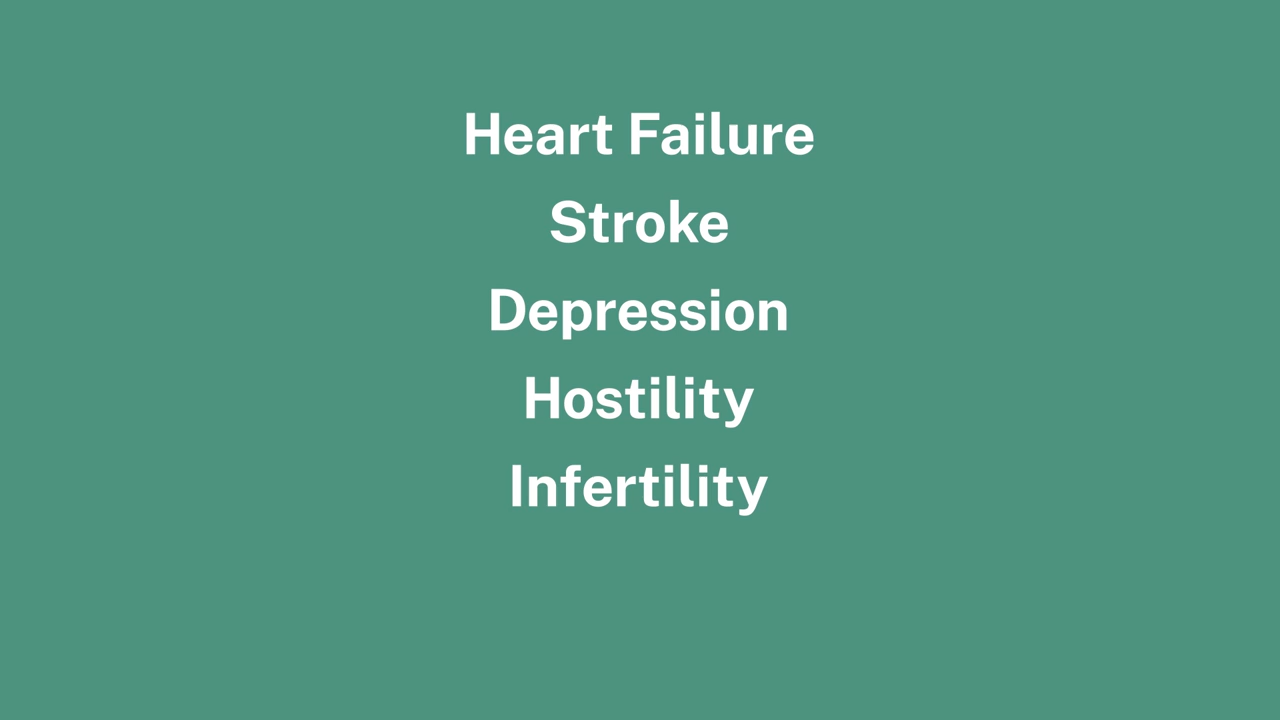 Heart Failure
Stroke
Depression
Hostility
Infertility